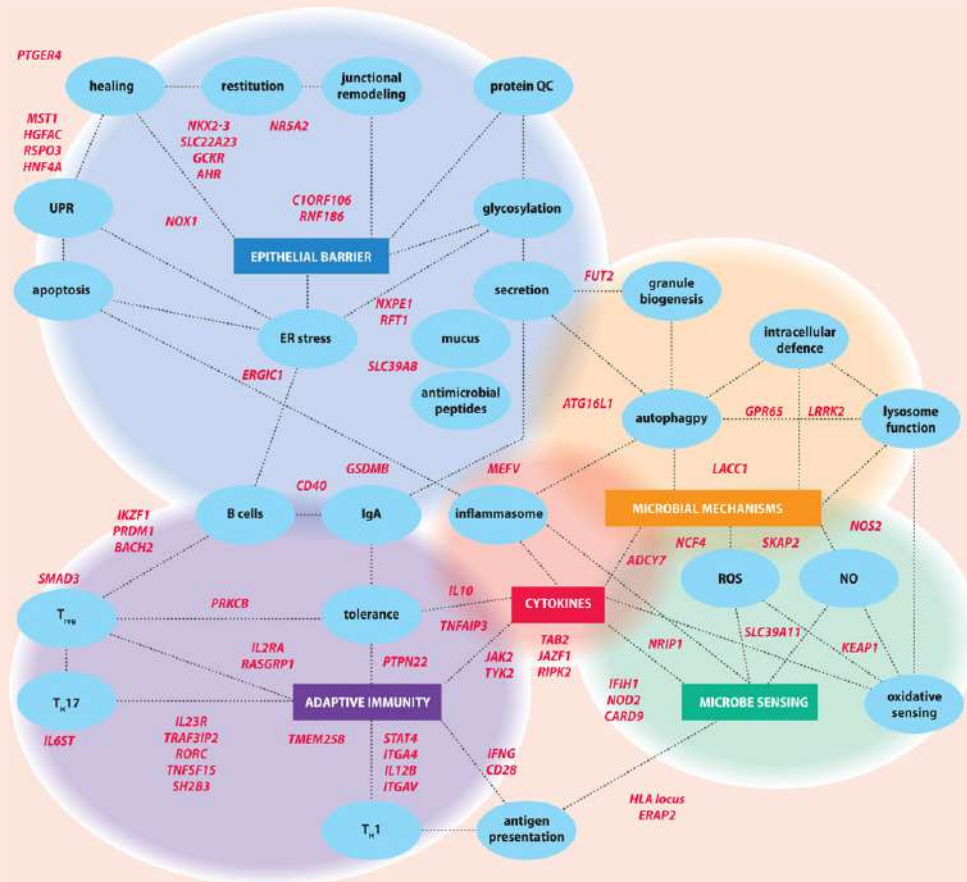 PTGER4
healing
restitution
junctional
remodeling
protein QC
MST1
HGFAC
RSPO3
HNF4A
NKX2-3
SLC22A23
GCKR
AHR
NR5A2
UPR
NOX1
C1ORF106
RNF186
glycosylation
EPITHELIAL BARRIER
apoptosis
secretion
FUT2
granule
biogenesis
NXPE1
RFT1
ER stress
mucus
intracellular
defence
ERGIC1
SLC39A8
antimicrobial
peptides
ATG16L1
autophagpy
GPR65
LRRK2
lysosome
function
GSDMB
MEFV
LACC1
CD40
B cells
IgA
inflammasome
MICROBIAL MECHANISMS
IKZF1
PRDM1
BACH2
NOS2
NCF4
SKAP2
ADCY7
ROS
NO
SMAD3
Treg
PRKCB
tolerance
IL10
TNFAIP3
CYTOKINES
SLC39A11
KEAP1
NRIP1
IL2RA
RASGRP1
PTPN22
JAK2
TYK2
TAB2
JAZF1
RIPK2
TH17
ADAPTIVE IMMUNITY
IFIH1
NOD2
CARD9
MICROBE SENSING
oxidative
sensing
IL6ST
IL23R
TRAF3IP2
RORC
TNFSF15
SH2B3
TMEM258
STAT4
ITGA4
IL12B
ITGAV
IFNG
CD28
HLA locus
ERAP2
TH1
antigen
presentation